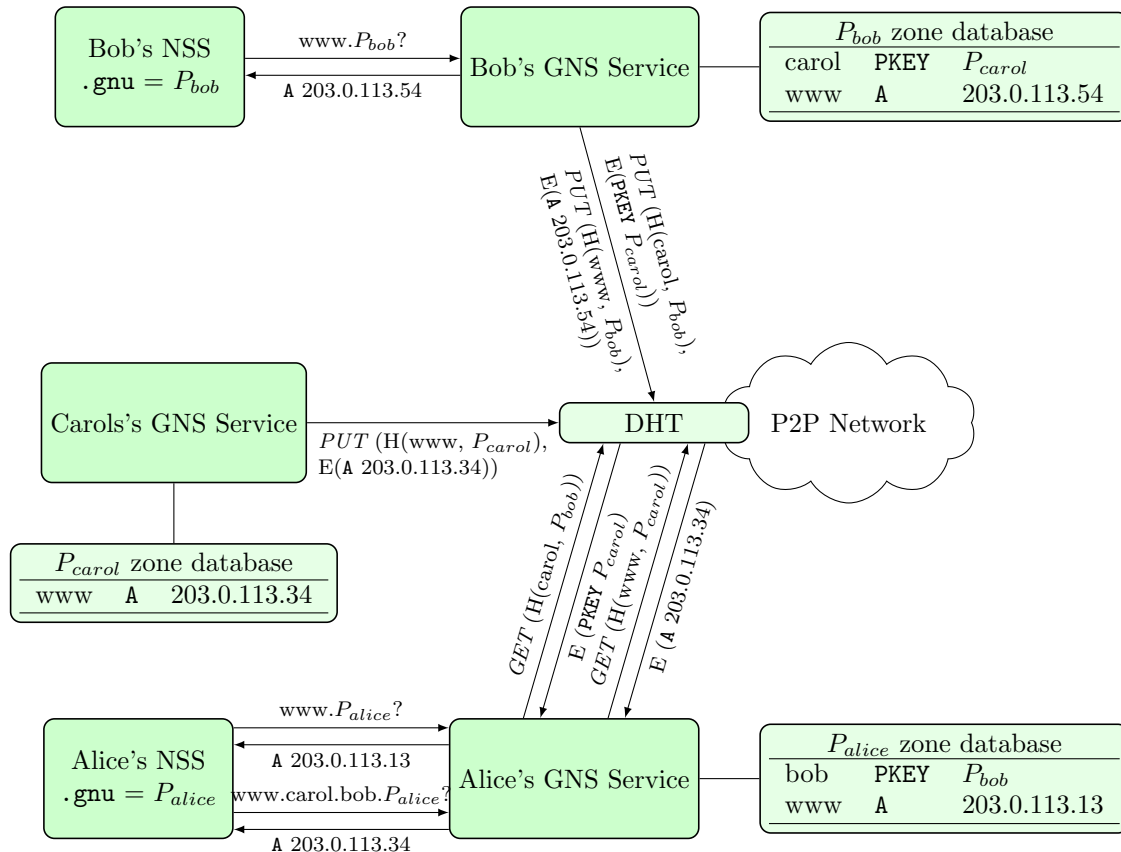 Bob's NSS
.gnu = P_bob
www.P_bob?
A 203.0.113.54
Bob's GNS Service
P_bob zone database
carol PKEY P_carol
www A 203.0.113.54
PUT (H(carol, P_bob),
E(PKEY P_carol))
PUT (H(www, P_bob),
E(A 203.0.113.54))
Carols's GNS Service
PUT (H(www, P_carol),
E(A 203.0.113.34))
DHT
P2P Network
P_carol zone database
www A 203.0.113.34
GET (H(carol, P_bob))
E (PKEY P_carol)
GET (H(www, P_carol))
E (A 203.0.113.34)
Alice's NSS
.gnu = P_alice
www.P_alice?
A 203.0.113.13
www.carol.bob.P_alice?
A 203.0.113.34
Alice's GNS Service
P_alice zone database
bob PKEY P_bob
www A 203.0.113.13